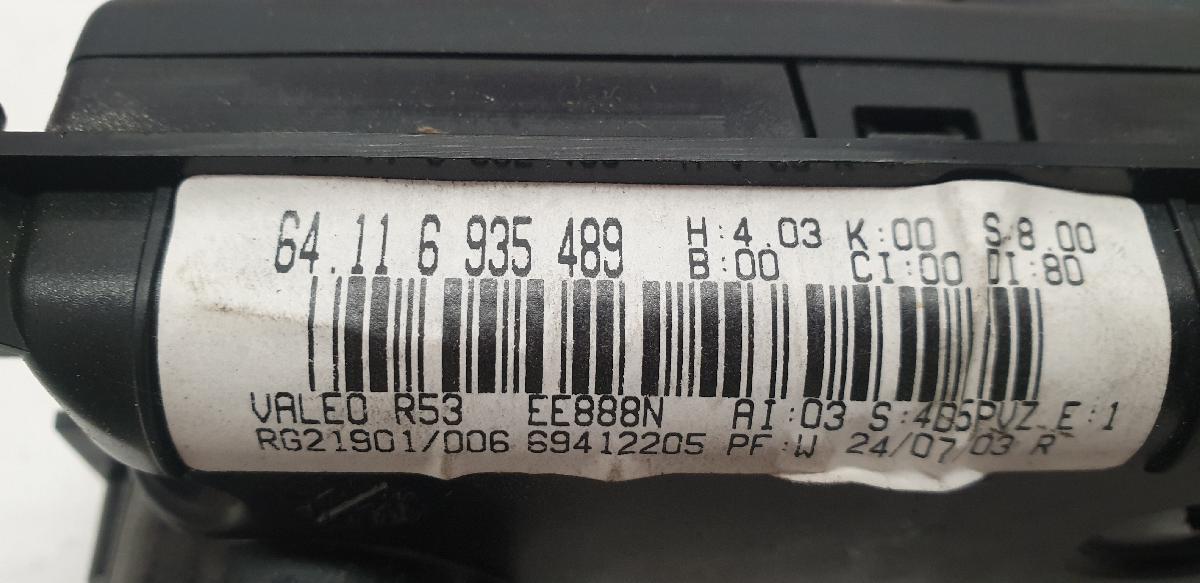 64.11 6 935 489 H:4.03 K:00 S:8.00
B:00 CI:00 DI:80
VALEO R53 EE888N AI:03 S:4B5PVZ E:1
RG21901/006 69412205 PF:W 24/07/03 R